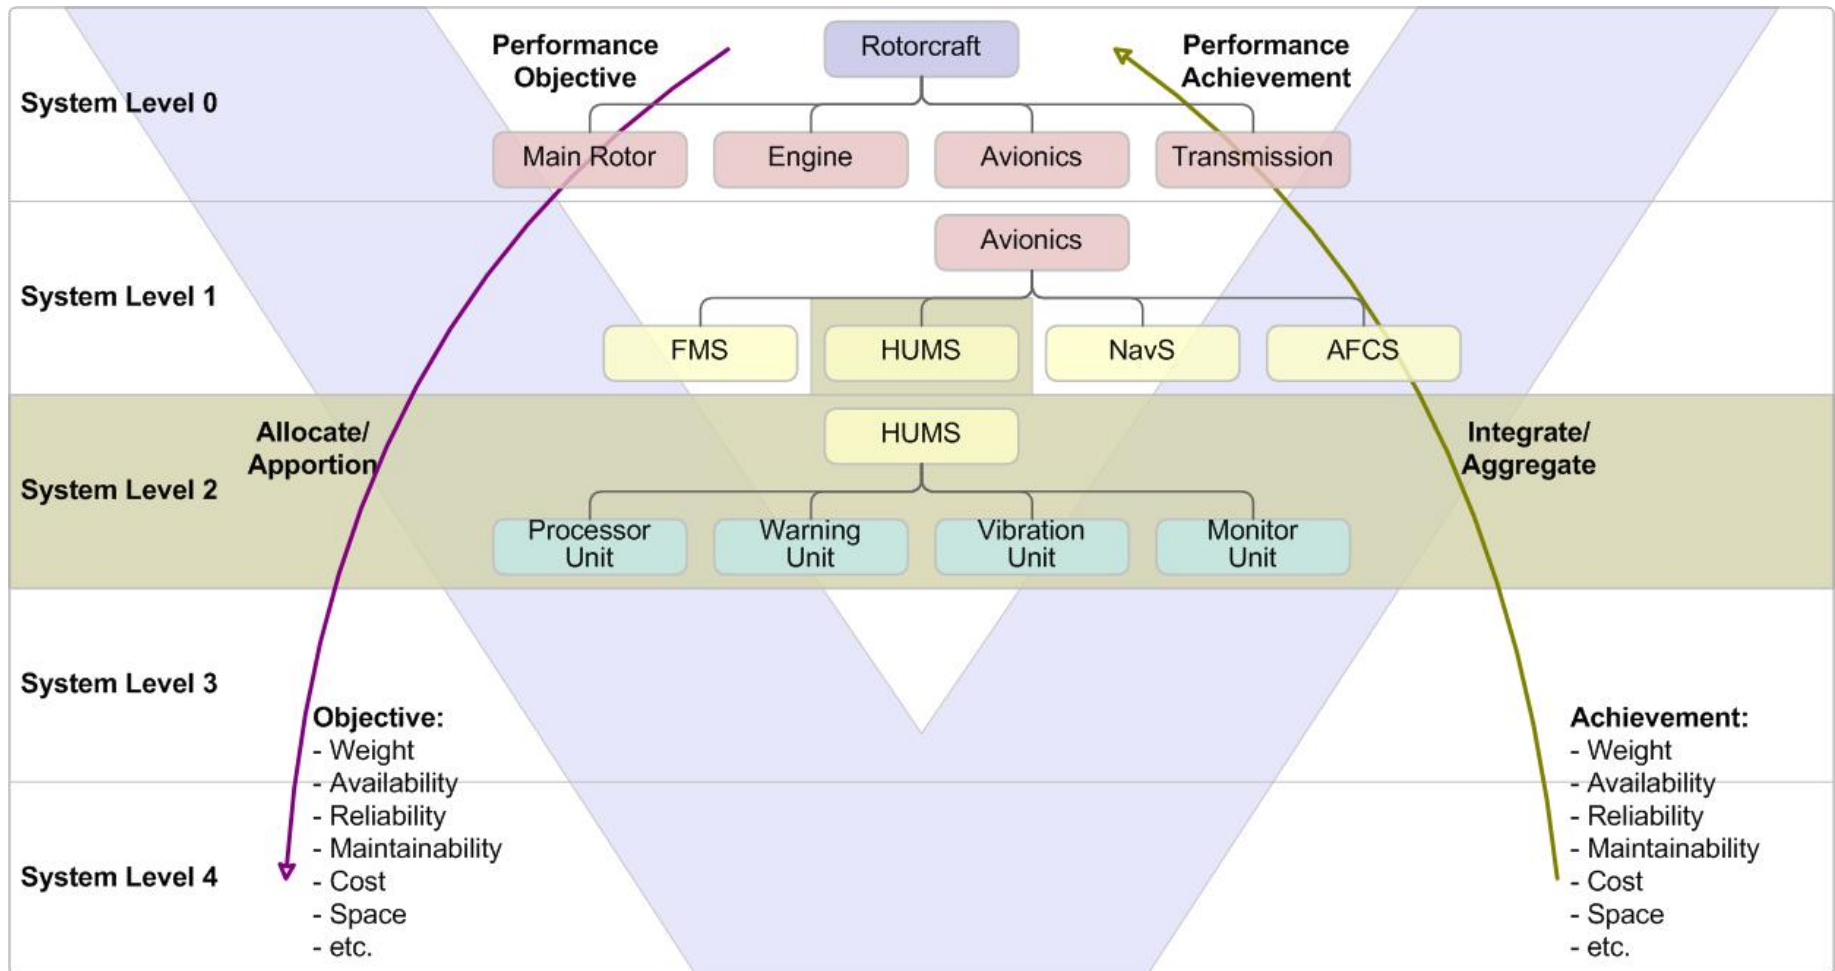 Performance
Objective
Rotorcraft
Performance
Achievement
System Level 0
Main Rotor
Engine
Avionics
Transmission
Avionics
System Level 1
FMS
HUMS
NavS
AFCS
Allocate/
Apportion
HUMS
Integrate/
Aggregate
System Level 2
Processor
Unit
Warning
Unit
Vibration
Unit
Monitor
Unit
System Level 3
Objective:
- Weight
- Availability
- Reliability
- Maintainability
- Cost
- Space
- etc.
Achievement:
- Weight
- Availability
- Reliability
- Maintainability
- Cost
- Space
- etc.
System Level 4